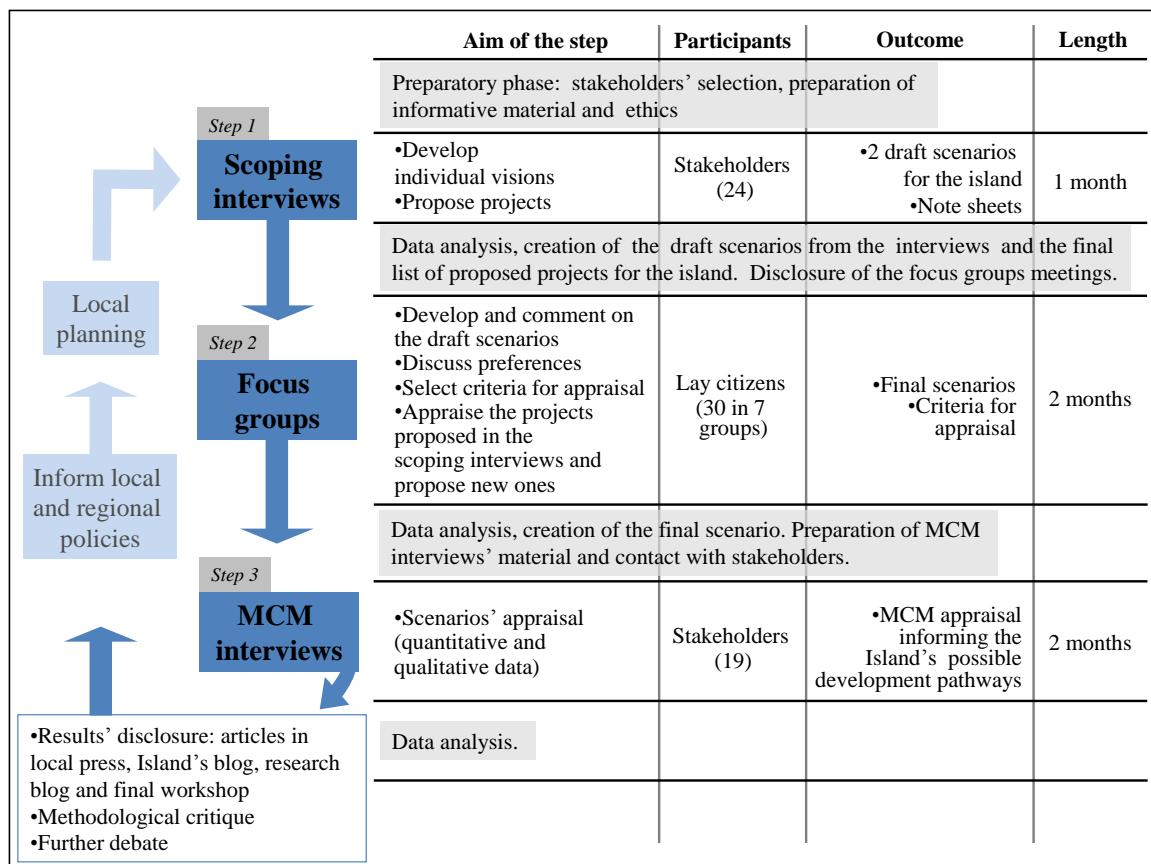 Aim of the step
Participants
Outcome
Length
Preparatory phase: stakeholders' selection, preparation of
informative material and ethics
Step 1
Scoping
interviews
•Develop
individual visions
•Propose projects
Stakeholders
(24)
•2 draft scenarios
for the island
•Note sheets
1 month
Data analysis, creation of the draft scenarios from the interviews and the final
list of proposed projects for the island. Disclosure of the focus groups meetings.
Local
planning
Step 2
Focus
groups
•Develop and comment on
the draft scenarios
•Discuss preferences
•Select criteria for appraisal
•Appraise the projects
proposed in the
scoping interviews and
propose new ones
Lay citizens
(30 in 7
groups)
•Final scenarios
•Criteria for
appraisal
2 months
Inform local
and regional
policies
Data analysis, creation of the final scenario. Preparation of MCM
interviews' material and contact with stakeholders.
Step 3
MCM
interviews
•Scenarios' appraisal
(quantitative and
qualitative data)
Stakeholders
(19)
•MCM appraisal
informing the
Island's possible
development pathways
2 months
Data analysis.
•Results' disclosure: articles in
local press, Island's blog, research
blog and final workshop
•Methodological critique
•Further debate